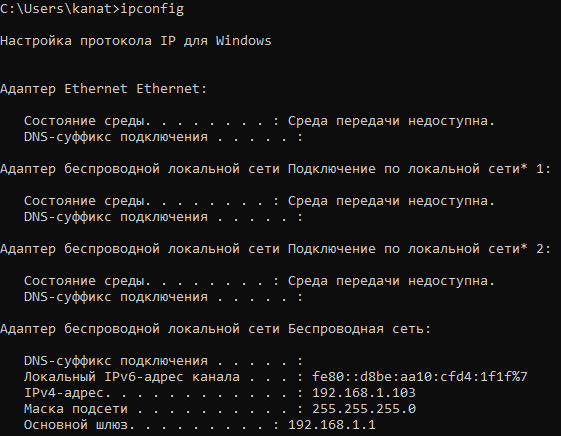 C:\Users\kanat>ipconfig
Настройка протокола IP для Windows
Адаптер Ethernet Ethernet:
Состояние среды. . . . . . . . : Среда передачи недоступна.
DNS-суффикс подключения . . . . . :
Адаптер беспроводной локальной сети Подключение по локальной сети* 1:
Состояние среды. . . . . . . . : Среда передачи недоступна.
DNS-суффикс подключения . . . . . :
Адаптер беспроводной локальной сети Подключение по локальной сети* 2:
Состояние среды. . . . . . . . : Среда передачи недоступна.
DNS-суффикс подключения . . . . . :
Адаптер беспроводной локальной сети Беспроводная сеть:
DNS-суффикс подключения . . . . . :
Локальный IPv6-адрес канала . . . : fe80::d8be:aa10:cfd4:1f1f%7
IPv4-адрес. . . . . . . . . . . . : 192.168.1.103
Маска подсети . . . . . . . . . . : 255.255.255.0
Основной шлюз. . . . . . . . . : 192.168.1.1